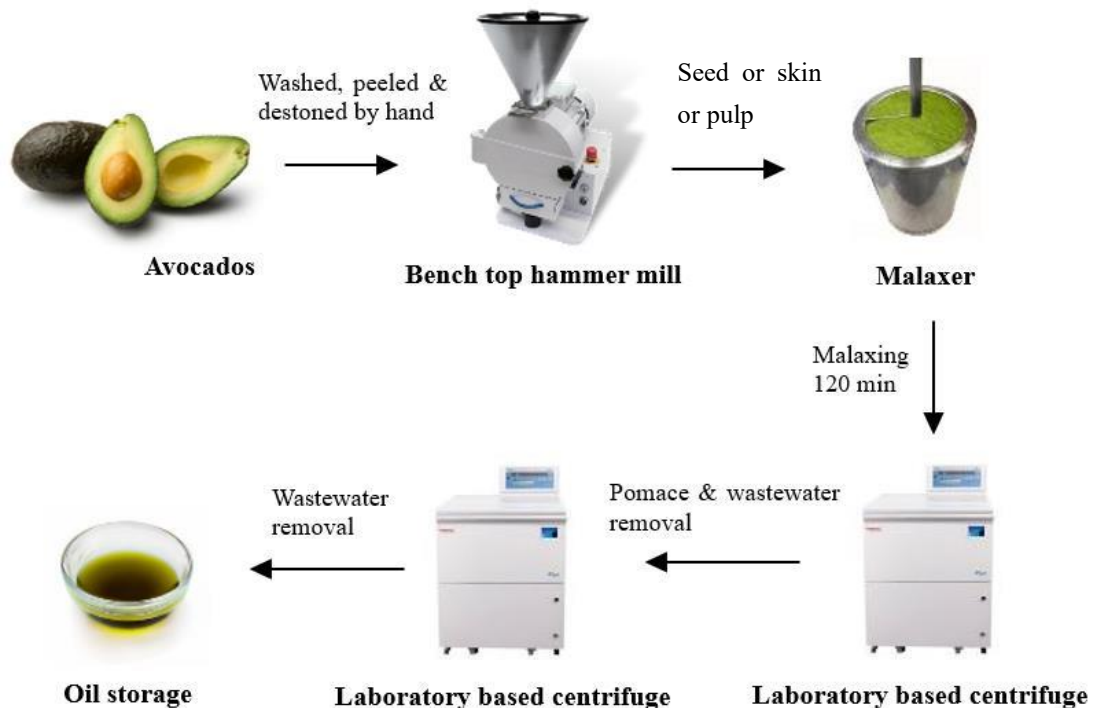 Washed, peeled &
destoned by hand
Seed or skin
or pulp
Avocados
Bench top hammer mill
Malaxer
Malaxing
120 min
Pomace & wastewater
removal
Wastewater
removal
Oil storage
Laboratory based centrifuge
Laboratory based centrifuge